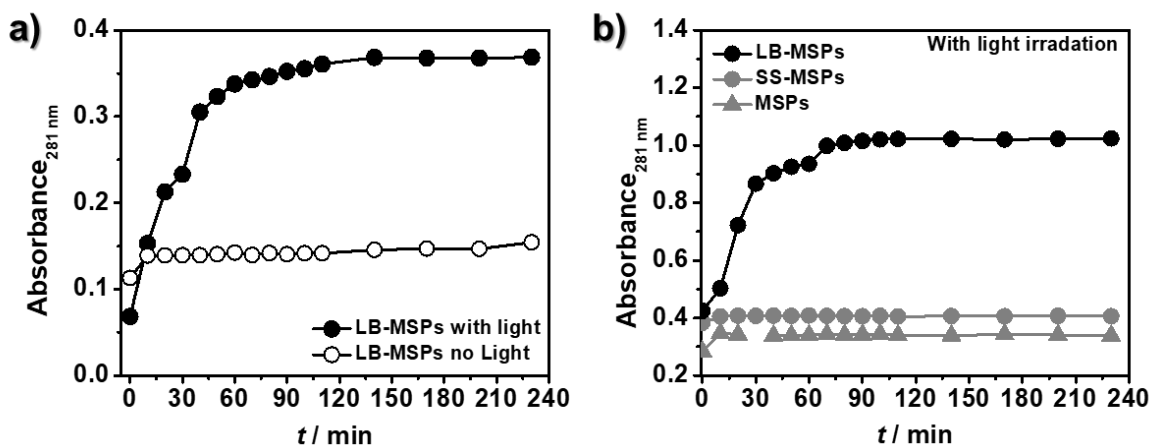 a)
Absorbance281 nm
0.4
0.3
0.2
0.1
0.0
LB-MSPs with light
LB-MSPs no Light
0 30 60 90 120 150 180 210 240
t / min
b)
Absorbance281 nm
1.4
1.2
1.0
0.8
0.6
0.4
0.2
LB-MSPs
SS-MSPs
MSPs
With light irradation
0 30 60 90 120 150 180 210 240
t / min